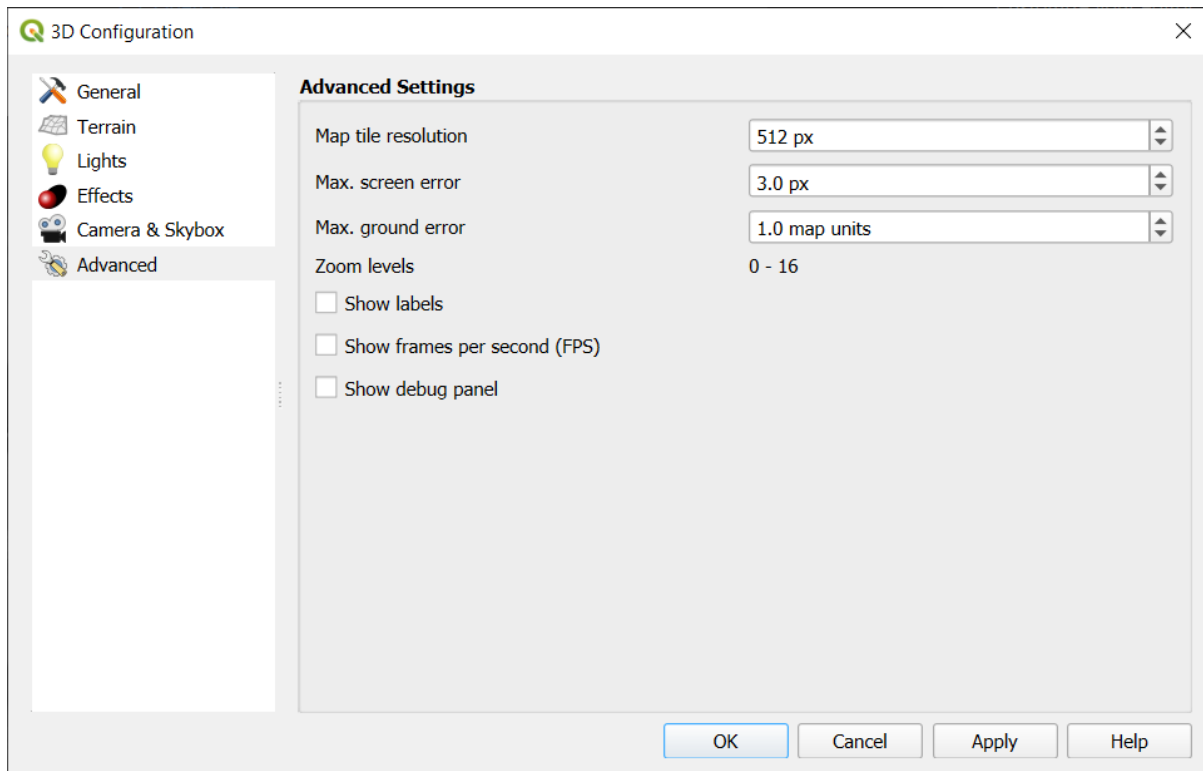 3D Configuration
General
Terrain
Lights
Effects
Camera & Skybox
Advanced
Advanced Settings
Map tile resolution 512 px
Max. screen error 3.0 px
Max. ground error 1.0 map units
Zoom levels 0 - 16
Show labels
Show frames per second (FPS)
Show debug panel
OK Cancel Apply Help